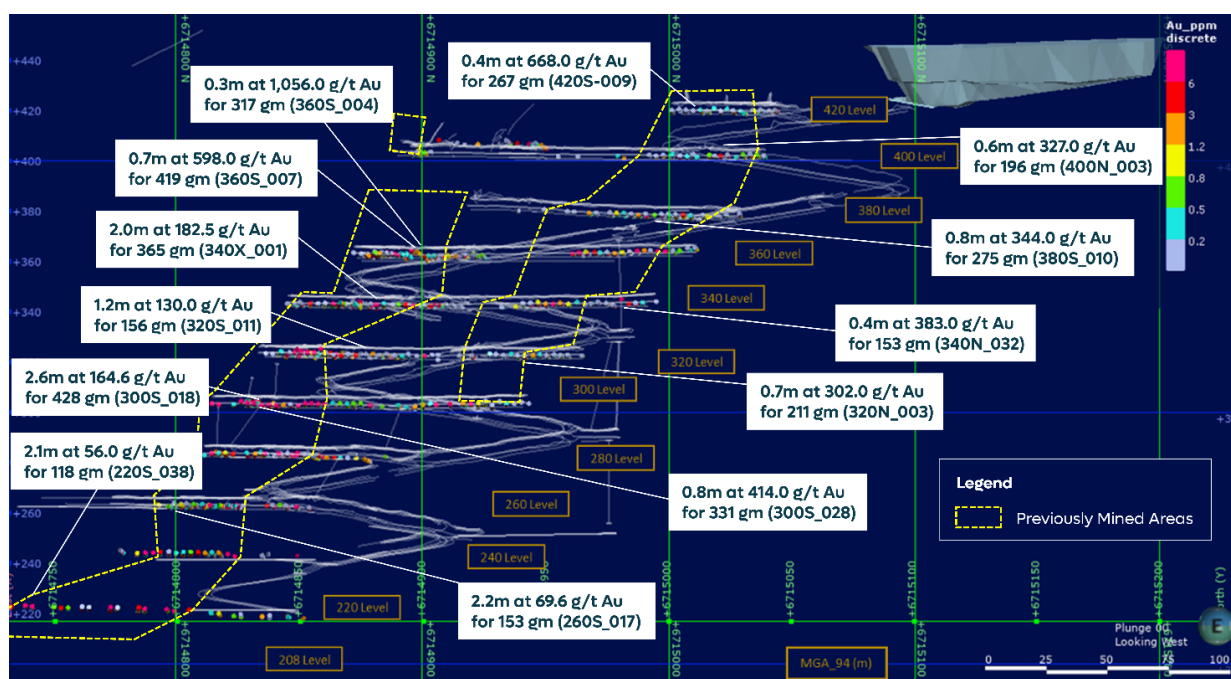 Au_ppm
discrete
6
3
1.2
0.8
0.2
+440
+420
+400
+380
+360
+340
+320
+260
+240
+220
+6714800 N
+6714900 N
+6715000 N
+6715100 N
0.3m at 1,056.0 g/t Au
for 317 gm (360S_004)
0.4m at 668.0 g/t Au
for 267 gm (420S-009)
0.7m at 598.0 g/t Au
for 419 gm (360S_007)
0.6m at 327.0 g/t Au
for 196 gm (400N_003)
2.0m at 182.5 g/t Au
for 365 gm (340X_001)
0.8m at 344.0 g/t Au
for 275 gm (380S_010)
1.2m at 130.0 g/t Au
for 156 gm (320S_011)
0.4m at 383.0 g/t Au
for 153 gm (340N_032)
2.6m at 164.6 g/t Au
for 428 gm (300S_018)
0.7m at 302.0 g/t Au
for 211 gm (320N_003)
2.1m at 56.0 g/t Au
for 118 gm (220S_038)
0.8m at 414.0 g/t Au
for 331 gm (300S_028)
2.2m at 69.6 g/t Au
for 153 gm (260S_017)
420 Level
400 Level
380 Level
360 Level
340 Level
320 Level
300 Level
280 Level
260 Level
240 Level
220 Level
208 Level
Legend
Previously Mined Areas
+6714750
+6714800
+6714850
+6714900
950
+6715000
+6715050
+6715100
+6715150
+6715200
MGA_94 (m)
E
Plunge 00
Looking West
0 25 50 75 100